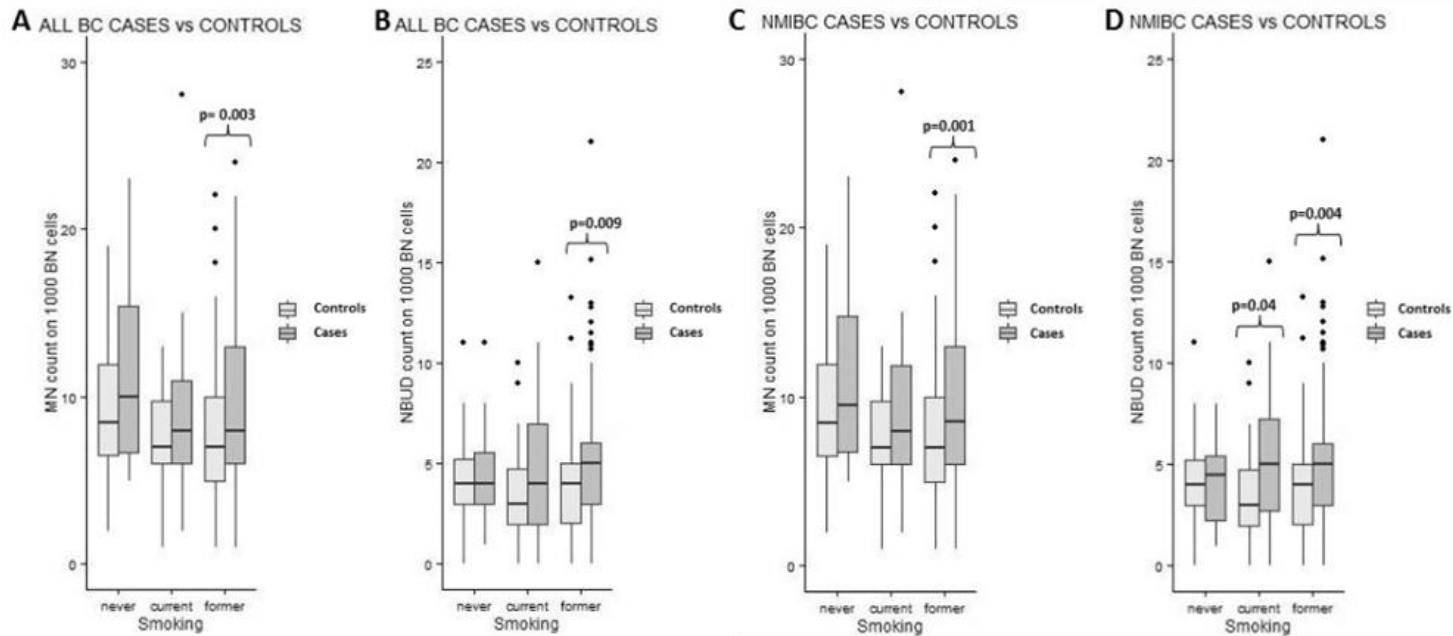 A ALL BC CASES vs CONTROLS
MN count on 1000 BN cells
30
20
10
0
p= 0.003
Controls
Cases
never current former
Smoking
B ALL BC CASES vs CONTROLS
NBUD count on 1000 BN cells
25
20
15
10
5
0
p=0.009
Controls
Cases
never current former
Smoking
C NMIBC CASES vs CONTROLS
MN count on 1000 BN cells
30
20
10
0
p=0.001
Controls
Cases
never current former
Smoking
D NMIBC CASES vs CONTROLS
NBUD count on 1000 BN cells
25
20
15
10
5
0
p=0.004
p=0.04
Controls
Cases
never current former
Smoking